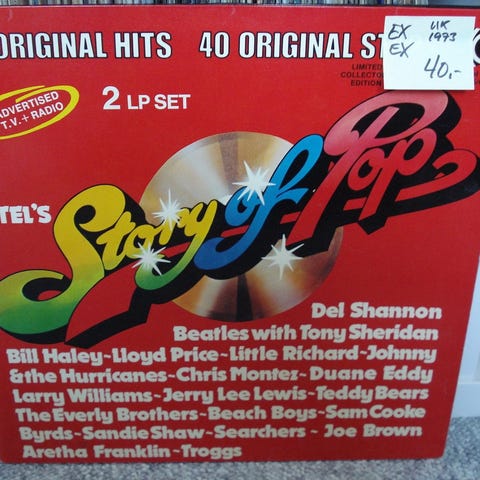 ORIGINAL HITS 40 ORIGINAL ST
EX UK
EX 1973
40,-
LIMITED
COLLECTOR
EDITION
ADVERTISED
T.V. + RADIO
2 LP SET
TEL'S
Story of Pop
Del Shannon
Beatles with Tony Sheridan
Bill Haley~Lloyd Price~Little Richard~Johnny
&the Hurricanes~Chris Montez~Duane Eddy
Larry Williams~Jerry Lee Lewis~Teddy Bears
The Everly Brothers~Beach Boys~Sam Cooke
Byrds~Sandie Shaw~Searchers~ Joe Brown
Aretha Franklin~Troggs